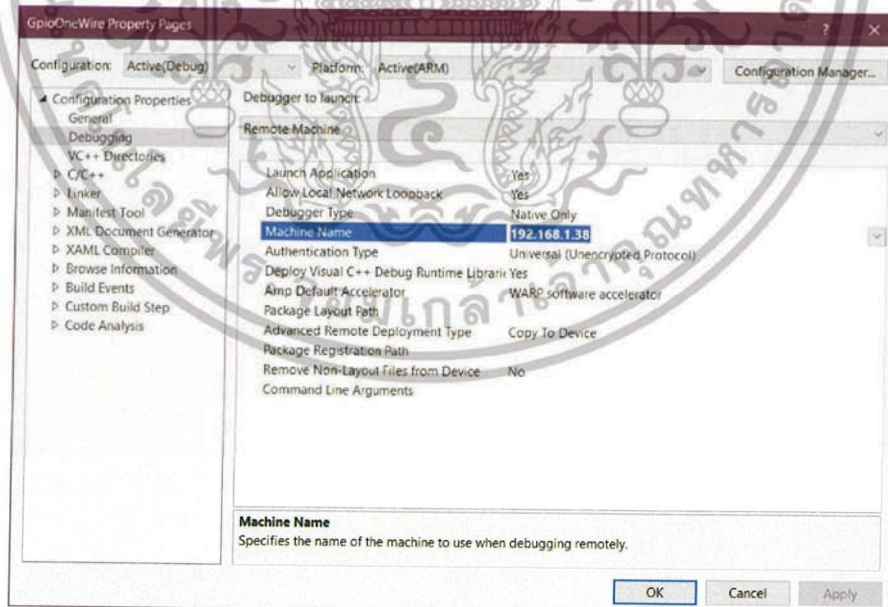 GpioOneWire Property Pages
Configuration: Active(Debug) Platform: Active(ARM) Configuration Manager...
Configuration Properties
General
Debugging
VC++ Directories
C/C++
Linker
Manifest Tool
XML Document Generator
XAML Compiler
Browse Information
Build Events
Custom Build Step
Code Analysis
Debugger to launch:
Remote Machine
Launch Application Yes
Allow Local Network Loopback Yes
Debugger Type Native Only
Machine Name 192.168.1.38
Authentication Type Universal (Unencrypted Protocol)
Deploy Visual C++ Debug Runtime Librarie Yes
Amp Default Accelerator WARP software accelerator
Package Layout Path
Advanced Remote Deployment Type Copy To Device
Package Registration Path
Remove Non-Layout Files from Device No
Command Line Arguments
Machine Name
Specifies the name of the machine to use when debugging remotely.
OK Cancel Apply